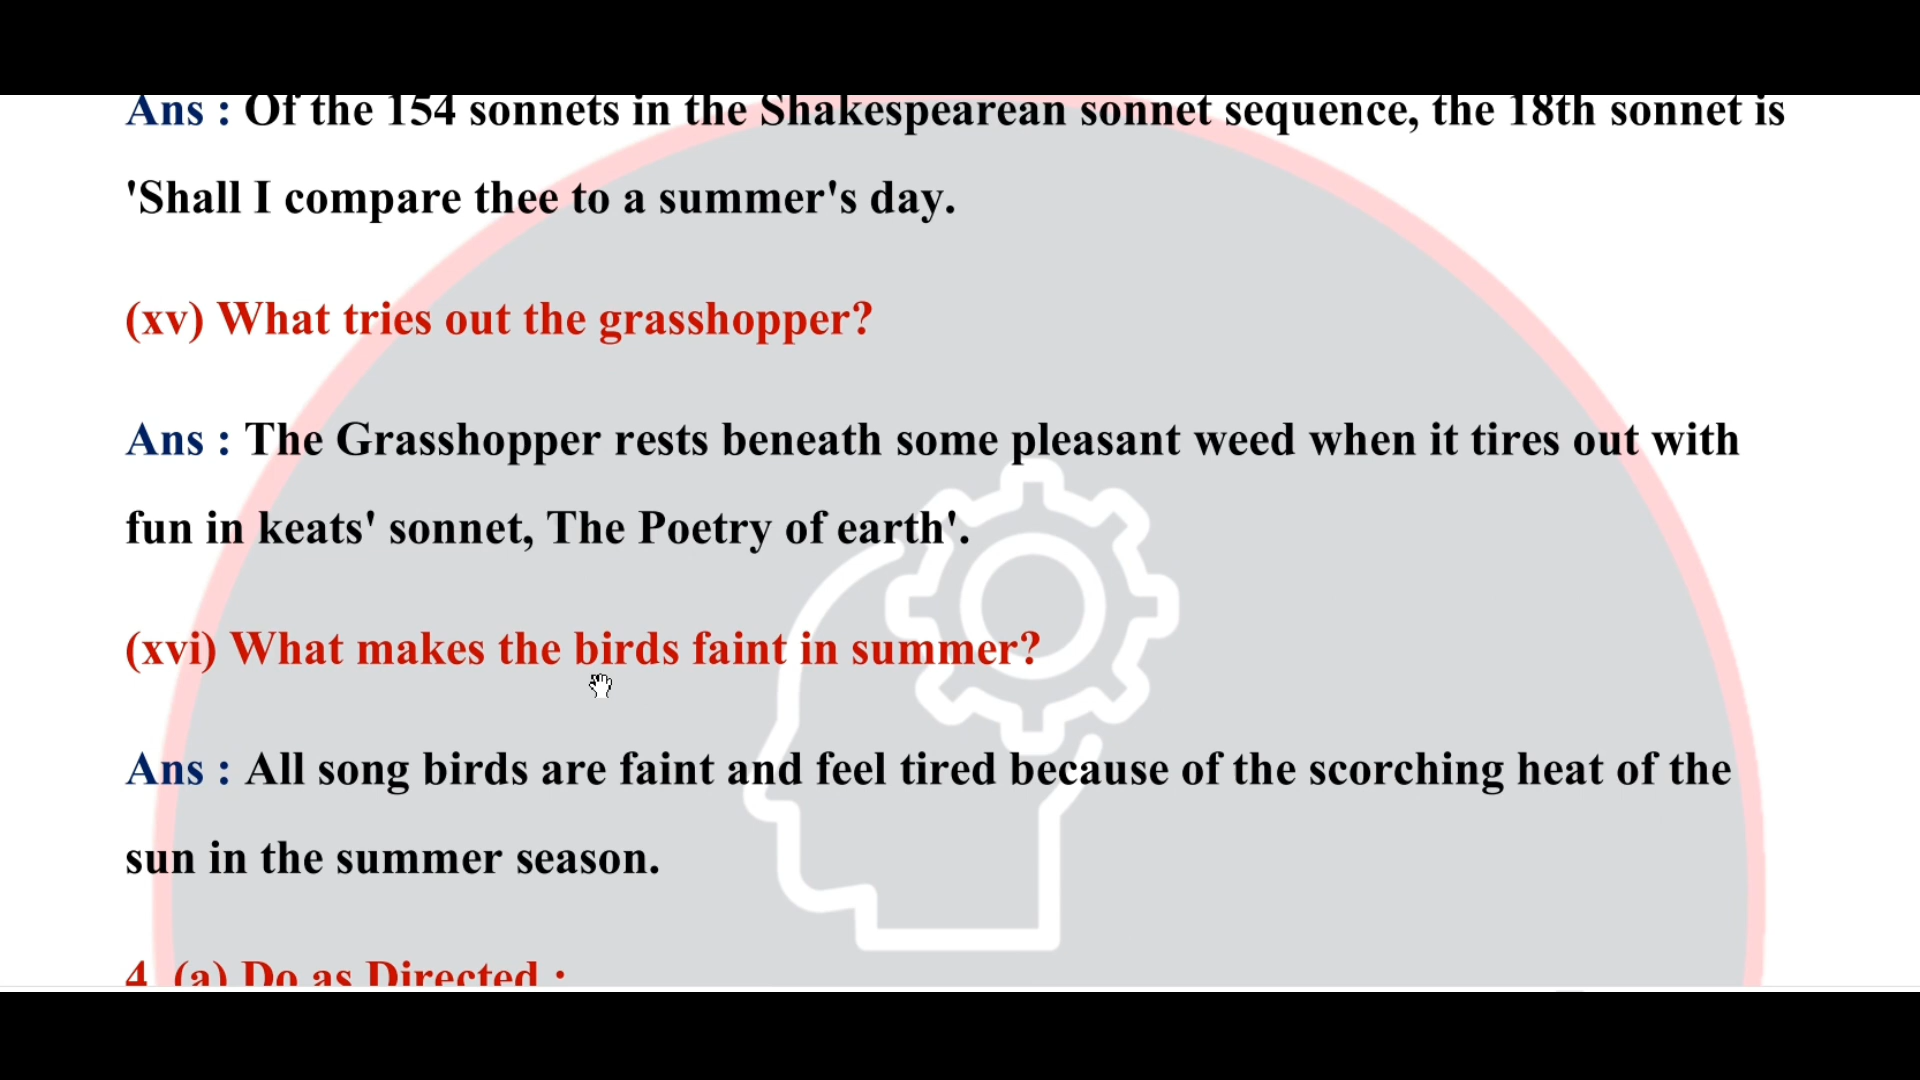 Ans : Of the 154 sonnets in the Shakespearean sonnet sequence, the 18th sonnet is
'Shall I compare thee to a summer's day.
(xv) What tries out the grasshopper?
Ans : The Grasshopper rests beneath some pleasant weed when it tires out with
fun in keats' sonnet, The Poetry of earth'.
(xvi) What makes the birds faint in summer?
Ans : All song birds are faint and feel tired because of the scorching heat of the
sun in the summer season.
4. (a) Do as Directed :